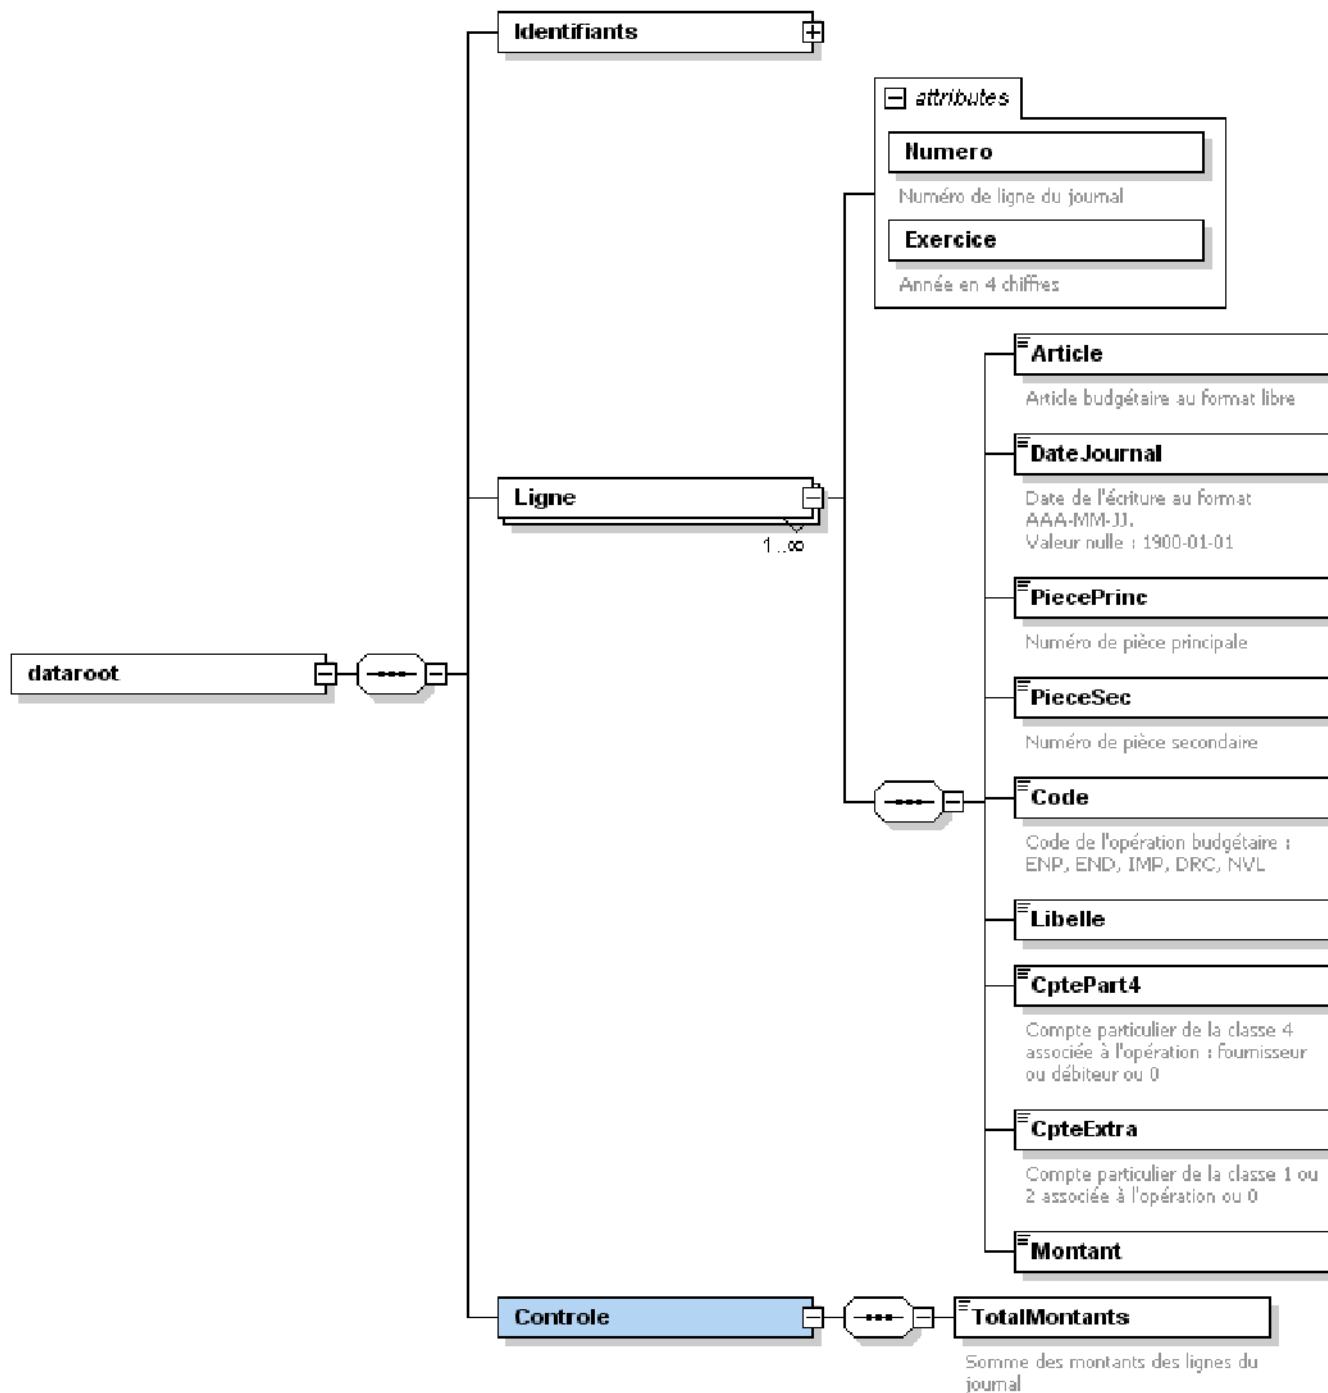 Identifiants
attributes
Numero
Numéro de ligne du journal
Exercice
Année en 4 chiffres
Article
Article budgétaire au format libre
DateJournal
Date de l'écriture au format
AAA-MM-JJ.
Valeur nulle : 1900-01-01
Ligne
1..∞
PiecePrinc
Numéro de pièce principale
dataroot
PieceSec
Numéro de pièce secondaire
Code
Code de l'opération budgétaire :
ENP, END, IMP, DRC, NVL
Libelle
CptePart4
Compte particulier de la classe 4
associée à l'opération : fournisseur
ou débiteur ou 0
CpteExtra
Compte particulier de la classe 1 ou
2 associée à l'opération ou 0
Montant
Controle
TotalMontants
Somme des montants des lignes du
journal